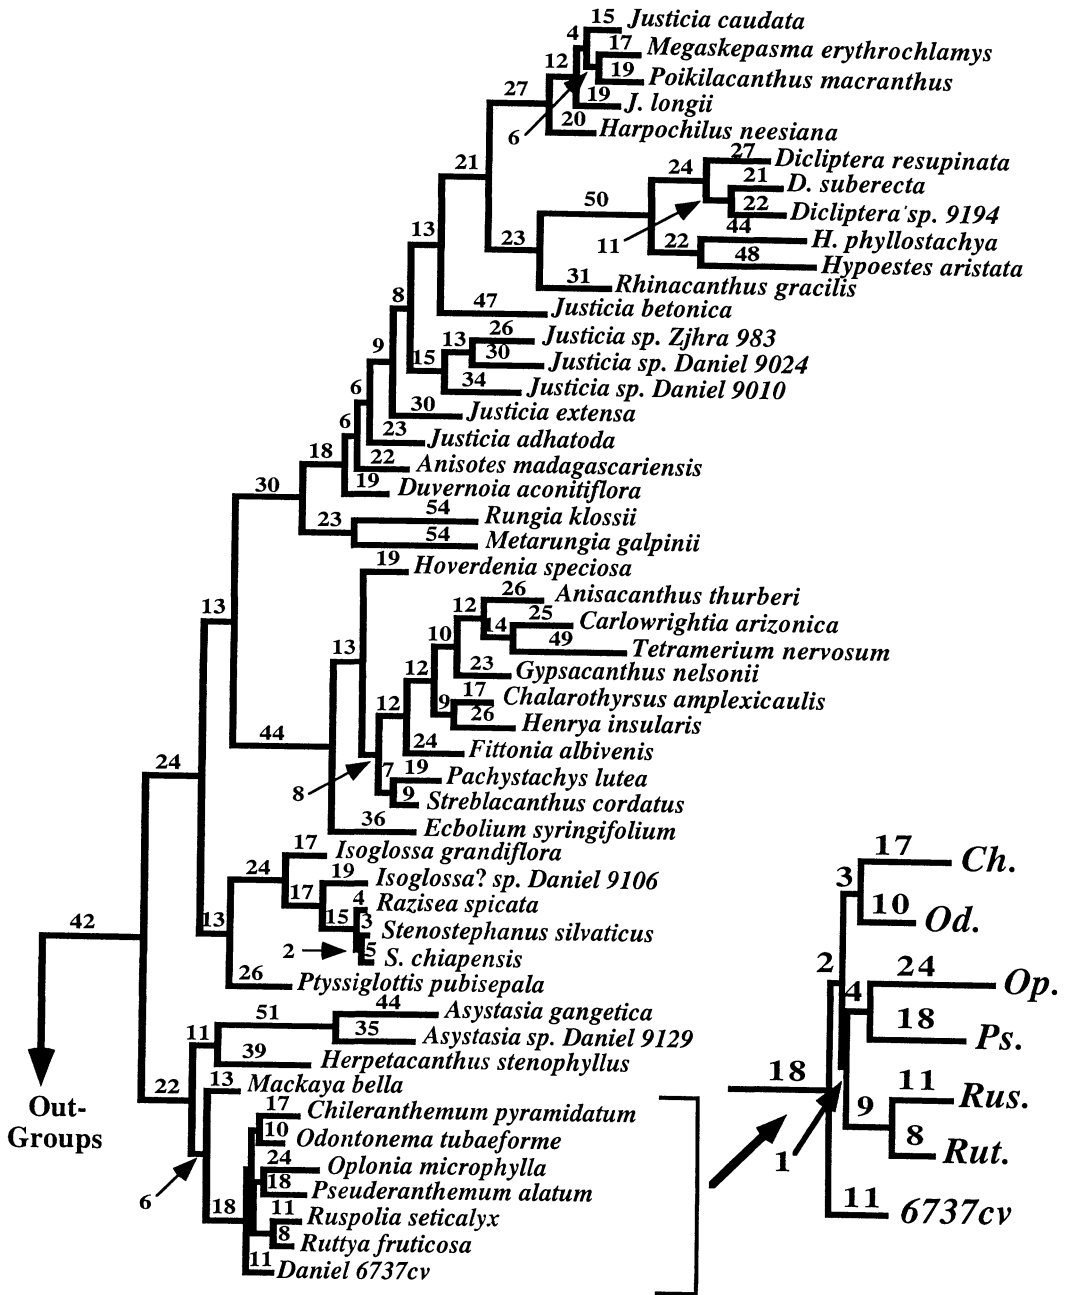 15 Justicia caudata
4
17 Megaskepasma erythrochlamys
12
19 Poikilacanthus macranthus
27
19 J. longii
20 Harpochilus neesiana
6
27 Dicliptera resupinata
21
24
21 D. suberecta
50
22 Dicliptera sp. 9194
11
44 H. phyllostachya
13
23
22
48 Hypoestes aristata
31 Rhinacanthus gracilis
8
47 Justicia betonica
26 Justicia sp. Zjhra 983
9
13
15
30 Justicia sp. Daniel 9024
34 Justicia sp. Daniel 9010
6
30 Justicia extensa
6
23 Justicia adhatoda
18
22 Anisotes madagascariensis
30
19 Duvernoia aconitiflora
54 Rungia klossii
23
54 Metarungia galpinii
19 Hoverdenia speciosa
26 Anisacanthus thurberi
13
12
25 Carlowrightia arizonica
14
10
49 Tetramerium nervosum
13
12
23 Gypsacanthus nelsonii
17 Chalarothyrsus amplexicaulis
12
9
26 Henrya insularis
44
24 Fittonia albivenis
24
7
19 Pachystachys lutea
8
9 Streblacanthus cordatus
36 Ecbolium syringifolium
17 Isoglossa grandiflora
24
19 Isoglossa? sp. Daniel 9106
17
4 Razisea spicata
42
13
15
3 Stenostephanus silvaticus
2
5 S. chiapensis
26 Ptyssiglottis pubisepala
44 Asystasia gangetica
51
11
35 Asystasia sp. Daniel 9129
39 Herpetacanthus stenophyllus
22
13 Mackaya bella
Out-
Groups
17 Chileranthemum pyramidatum
10 Odontonema tubaeforme
24 Oplonia microphylla
6
18 Pseuderanthemum alatum
18
11 Ruspolia seticalyx
8 Ruttya fruticosa
11 Daniel 6737cv
17 Ch.
3
10 Od.
2
24 Op.
4
18 Ps.
18
11 Rus.
9
8 Rut.
1
11 6737cv